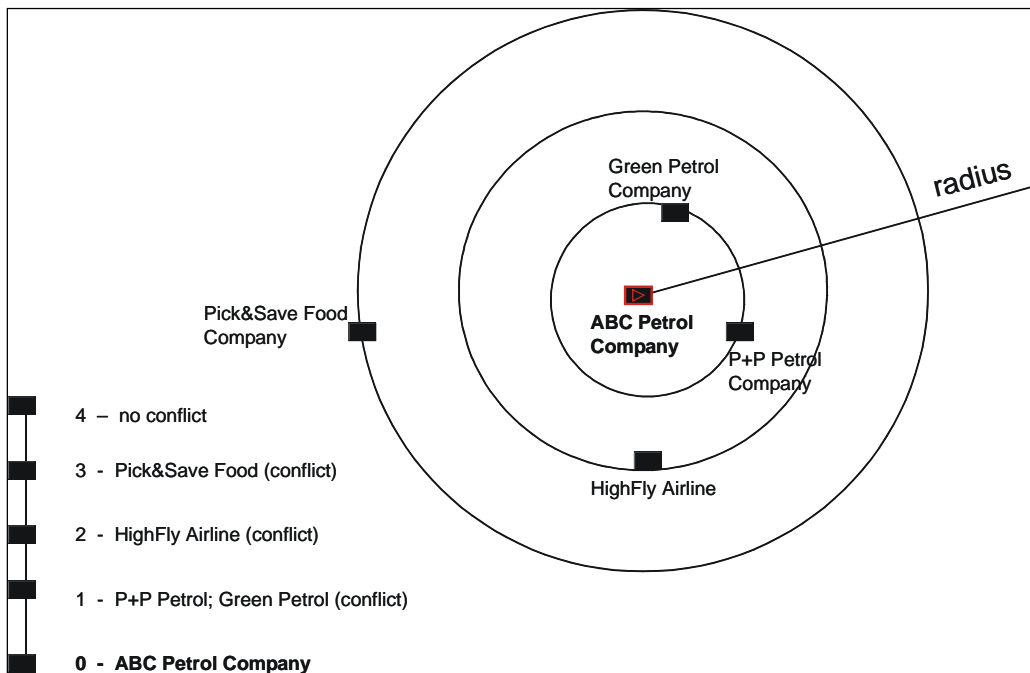 Green Petrol
Company
radius
ABC Petrol
Company
Pick&Save Food
Company
P+P Petrol
Company
HighFly Airline
4 – no conflict
3 - Pick&Save Food (conflict)
2 - HighFly Airline (conflict)
1 - P+P Petrol; Green Petrol (conflict)
0 - ABC Petrol Company